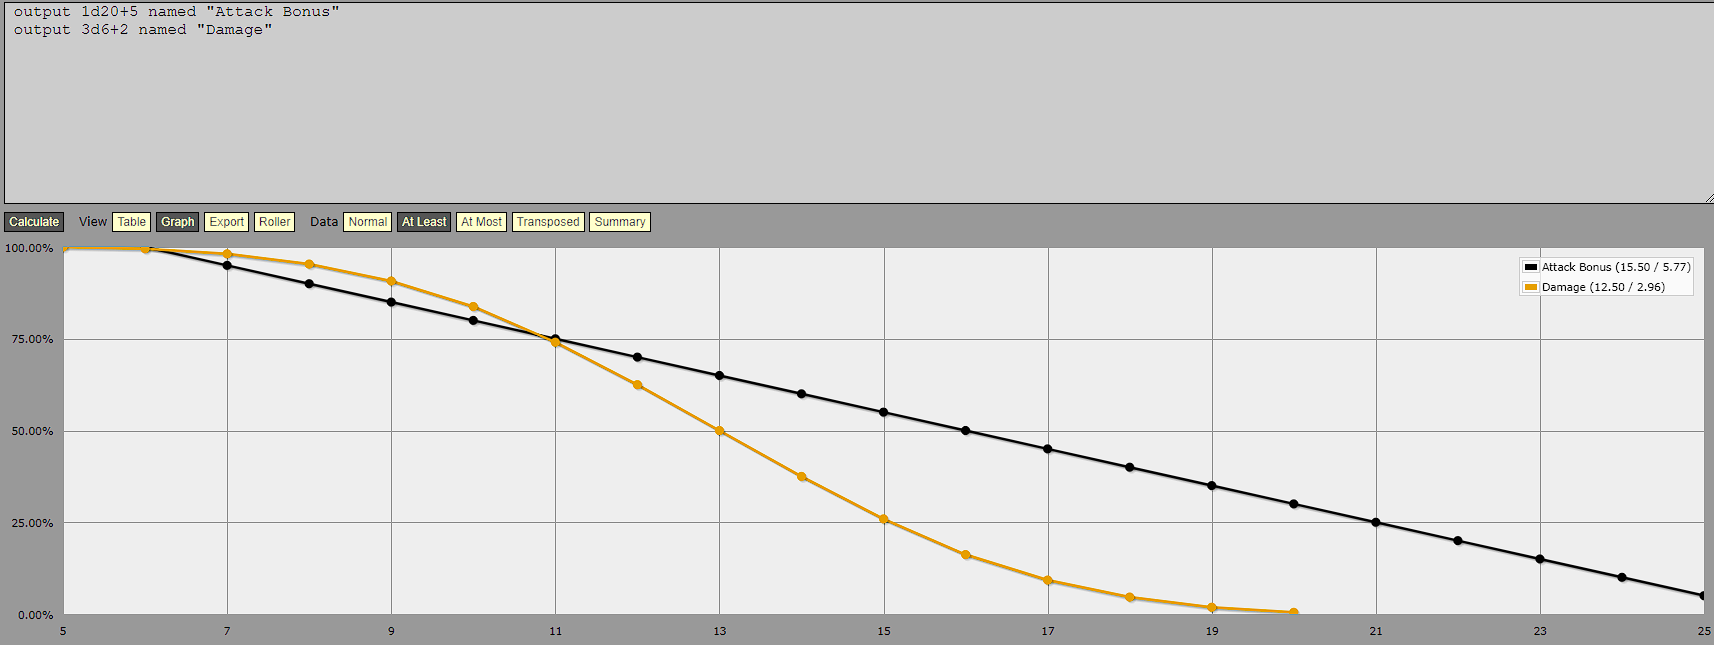 output 1d20+5 named "Attack Bonus"
output 3d6+2 named "Damage"
Calculate View Table Graph Export Roller Data Normal At Least At Most Transposed Summary
100.00%
Attack Bonus (15.50 / 5.77)
Damage (12.50 / 2.96)
75.00%
50.00%
25.00%
0.00%
5 7 9 11 13 15 17 19 21 23 25